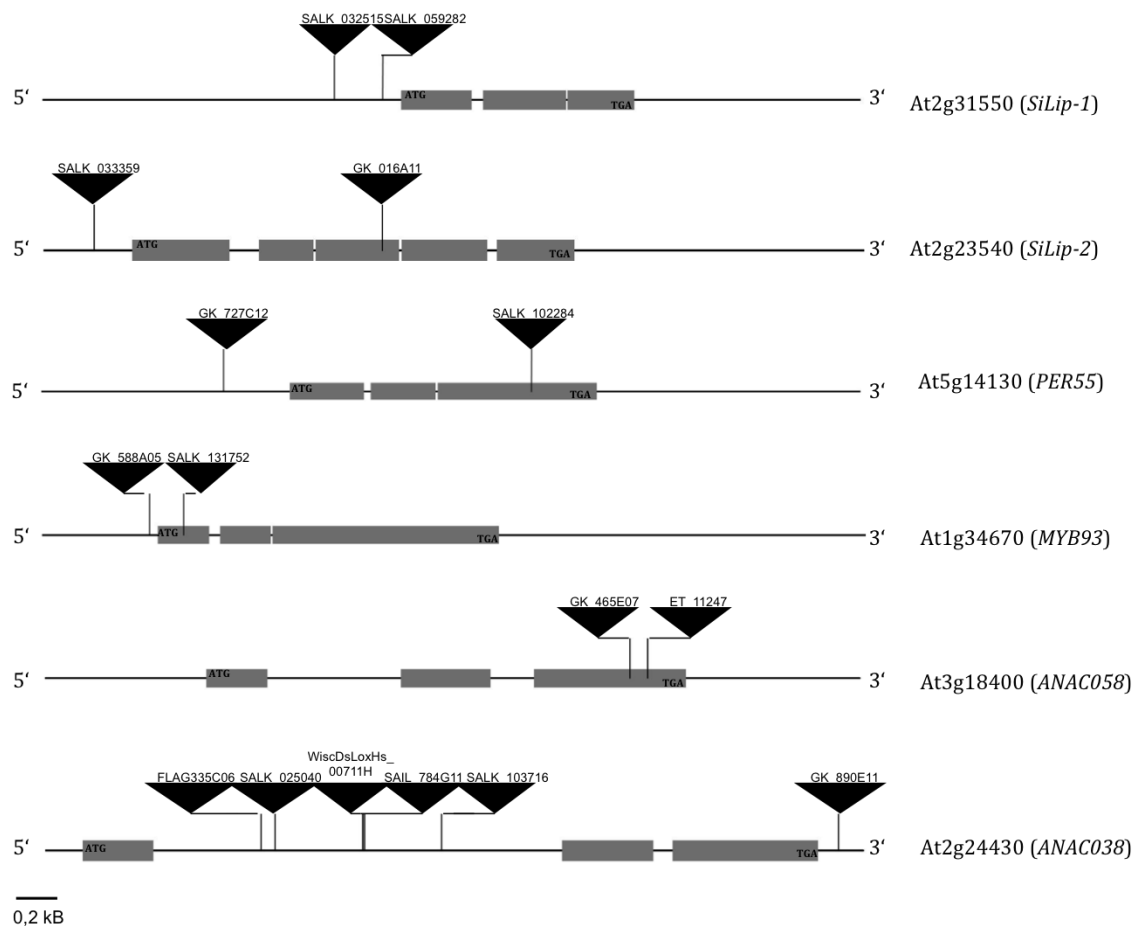 SALK_032515 SALK_059282
5‘ ATG TGA 3‘ At2g31550 (SiLip-1)
SALK_033359 GK_016A11
5‘ ATG TGA 3‘ At2g23540 (SiLip-2)
GK_727C12 SALK_102284
5‘ ATG TGA 3‘ At5g14130 (PER55)
GK_588A05 SALK_131752
5‘ ATG TGA 3‘ At1g34670 (MYB93)
GK_465E07 ET_11247
5‘ ATG TGA 3‘ At3g18400 (ANAC058)
WiscDsLoxHs_
00711H
FLAG335C06 SALK_025040 SAIL_784G11 SALK_103716 GK_890E11
5‘ ATG TGA 3‘ At2g24430 (ANAC038)
0,2 kB